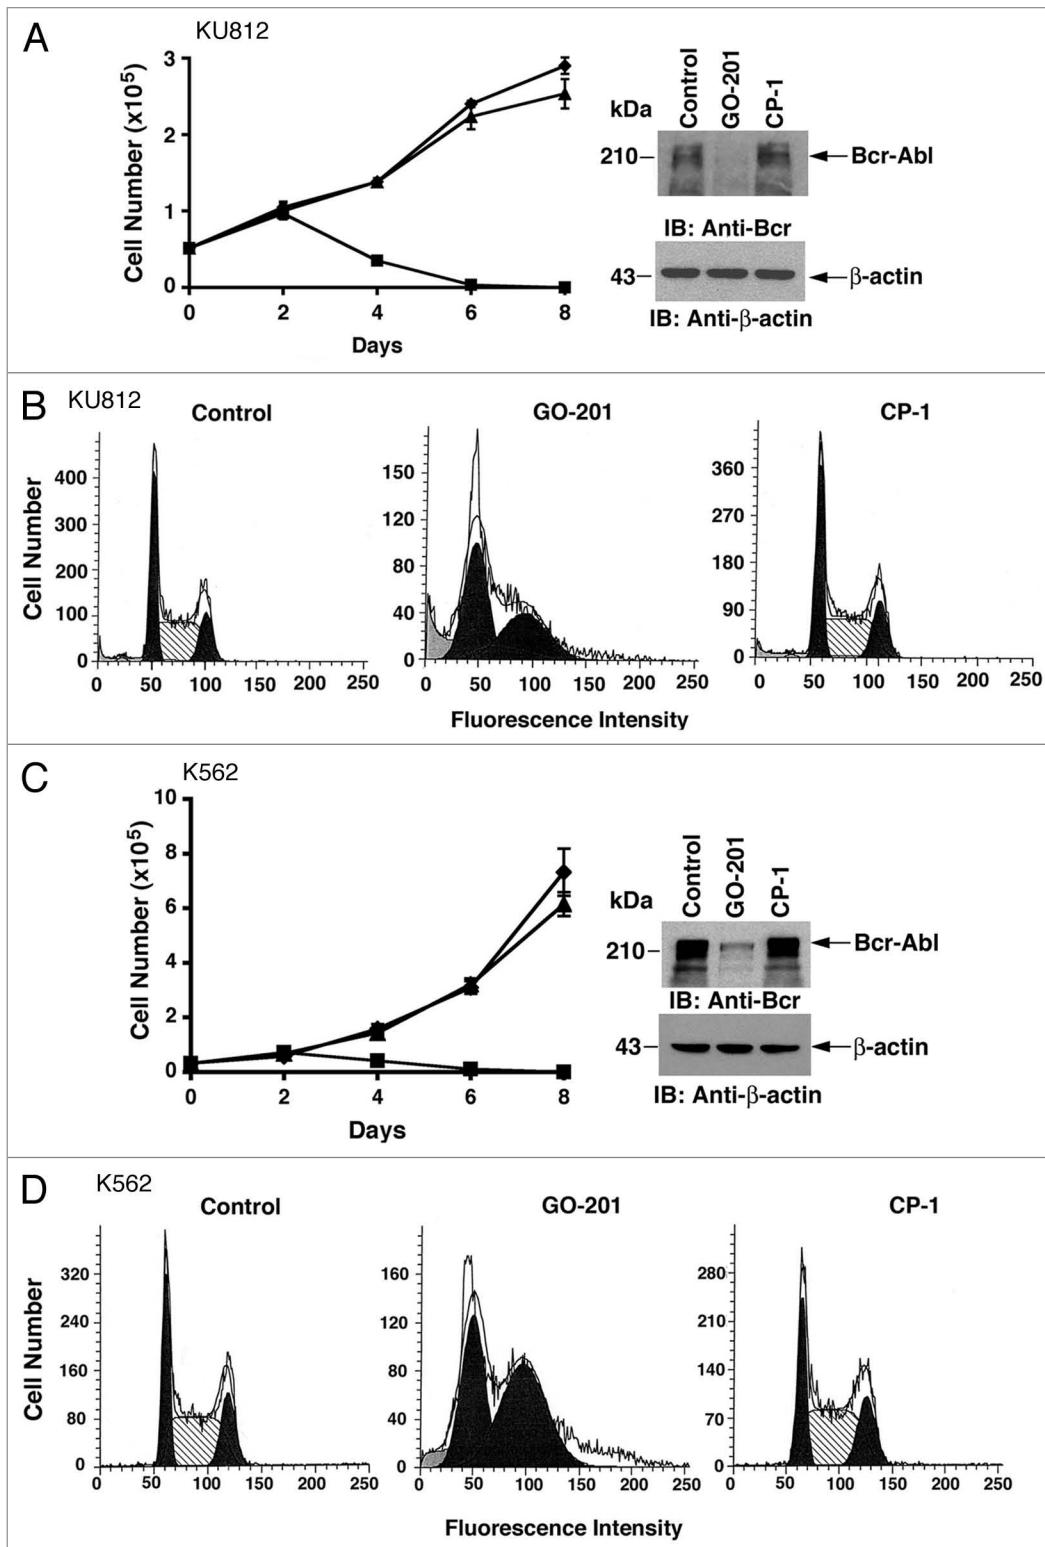 A
KU812
Cell Number (x10⁵)
3
2
1
0
0 2 4 6 8
Days
kDa
Control
GO-201
CP-1
210
Bcr-Abl
IB: Anti-Bcr
43
β-actin
IB: Anti-β-actin
B
KU812
Control GO-201 CP-1
Cell Number
400
300
200
100
0
0 50 100 150 200 250
150
120
80
40
0
0 50 100 150 200 250
360
270
180
90
0
0 50 100 150 200 250
Fluorescence Intensity
C
K562
Cell Number (x10⁵)
10
8
6
4
2
0
0 2 4 6 8
Days
kDa
Control
GO-201
CP-1
210
Bcr-Abl
IB: Anti-Bcr
43
β-actin
IB: Anti-β-actin
D
K562
Control GO-201 CP-1
Cell Number
320
240
160
80
0
0 50 100 150 200 250
160
120
80
40
0
0 50 100 150 200 250
280
210
140
70
0
0 50 100 150 200 250
Fluorescence Intensity